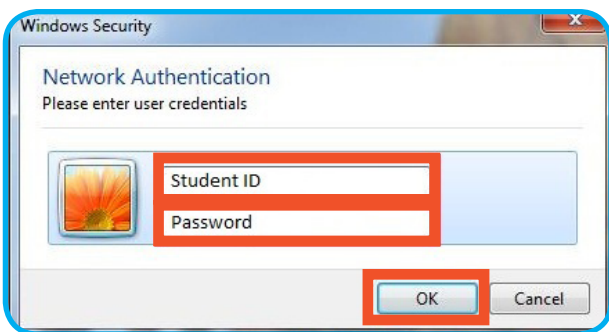 Windows Security
X
Network Authentication
Please enter user credentials
Student ID
Password
OK Cancel